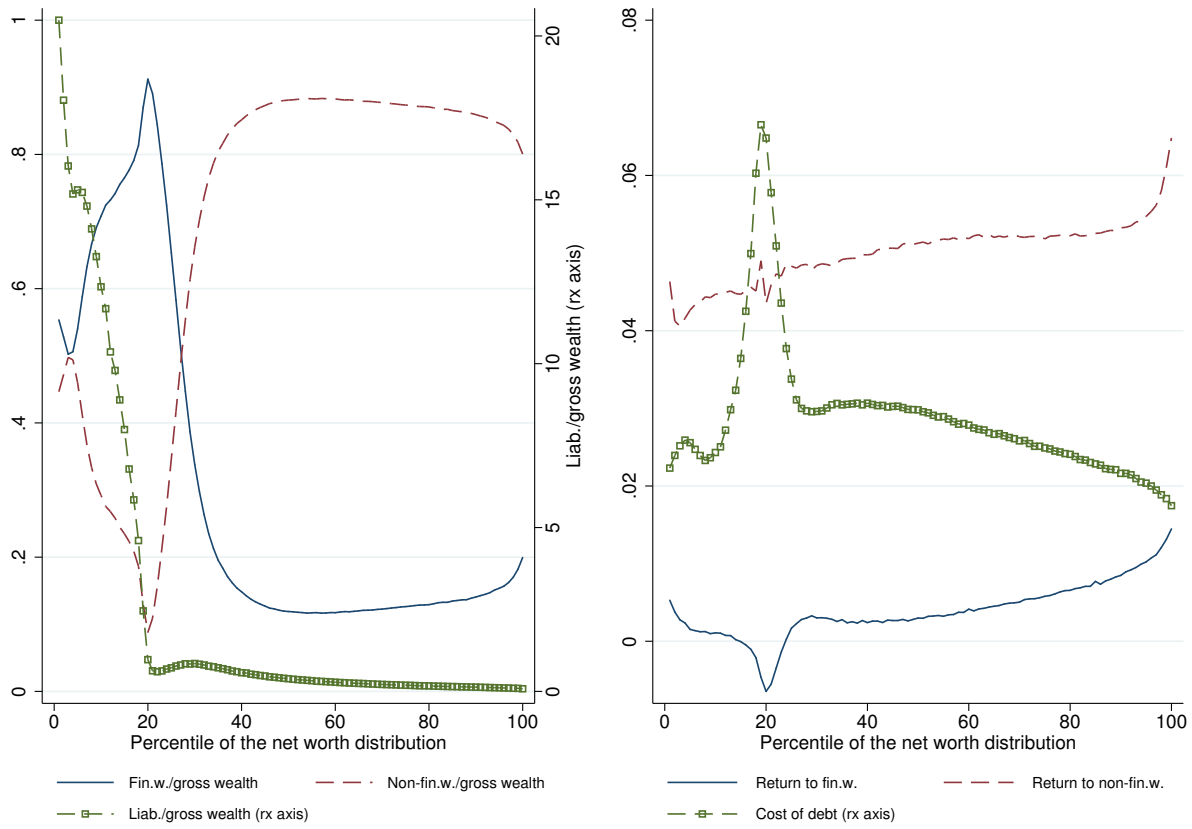 1
.8
.6
.4
.2
0
20
15
10
5
0
Liab./gross wealth (rx axis)
0 20 40 60 80 100
Percentile of the net worth distribution
Fin.w./gross wealth Non-fin.w./gross wealth
Liab./gross wealth (rx axis)
.08
.06
.04
.02
0
0 20 40 60 80 100
Percentile of the net worth distribution
Return to fin.w. Return to non-fin.w.
Cost of debt (rx axis)